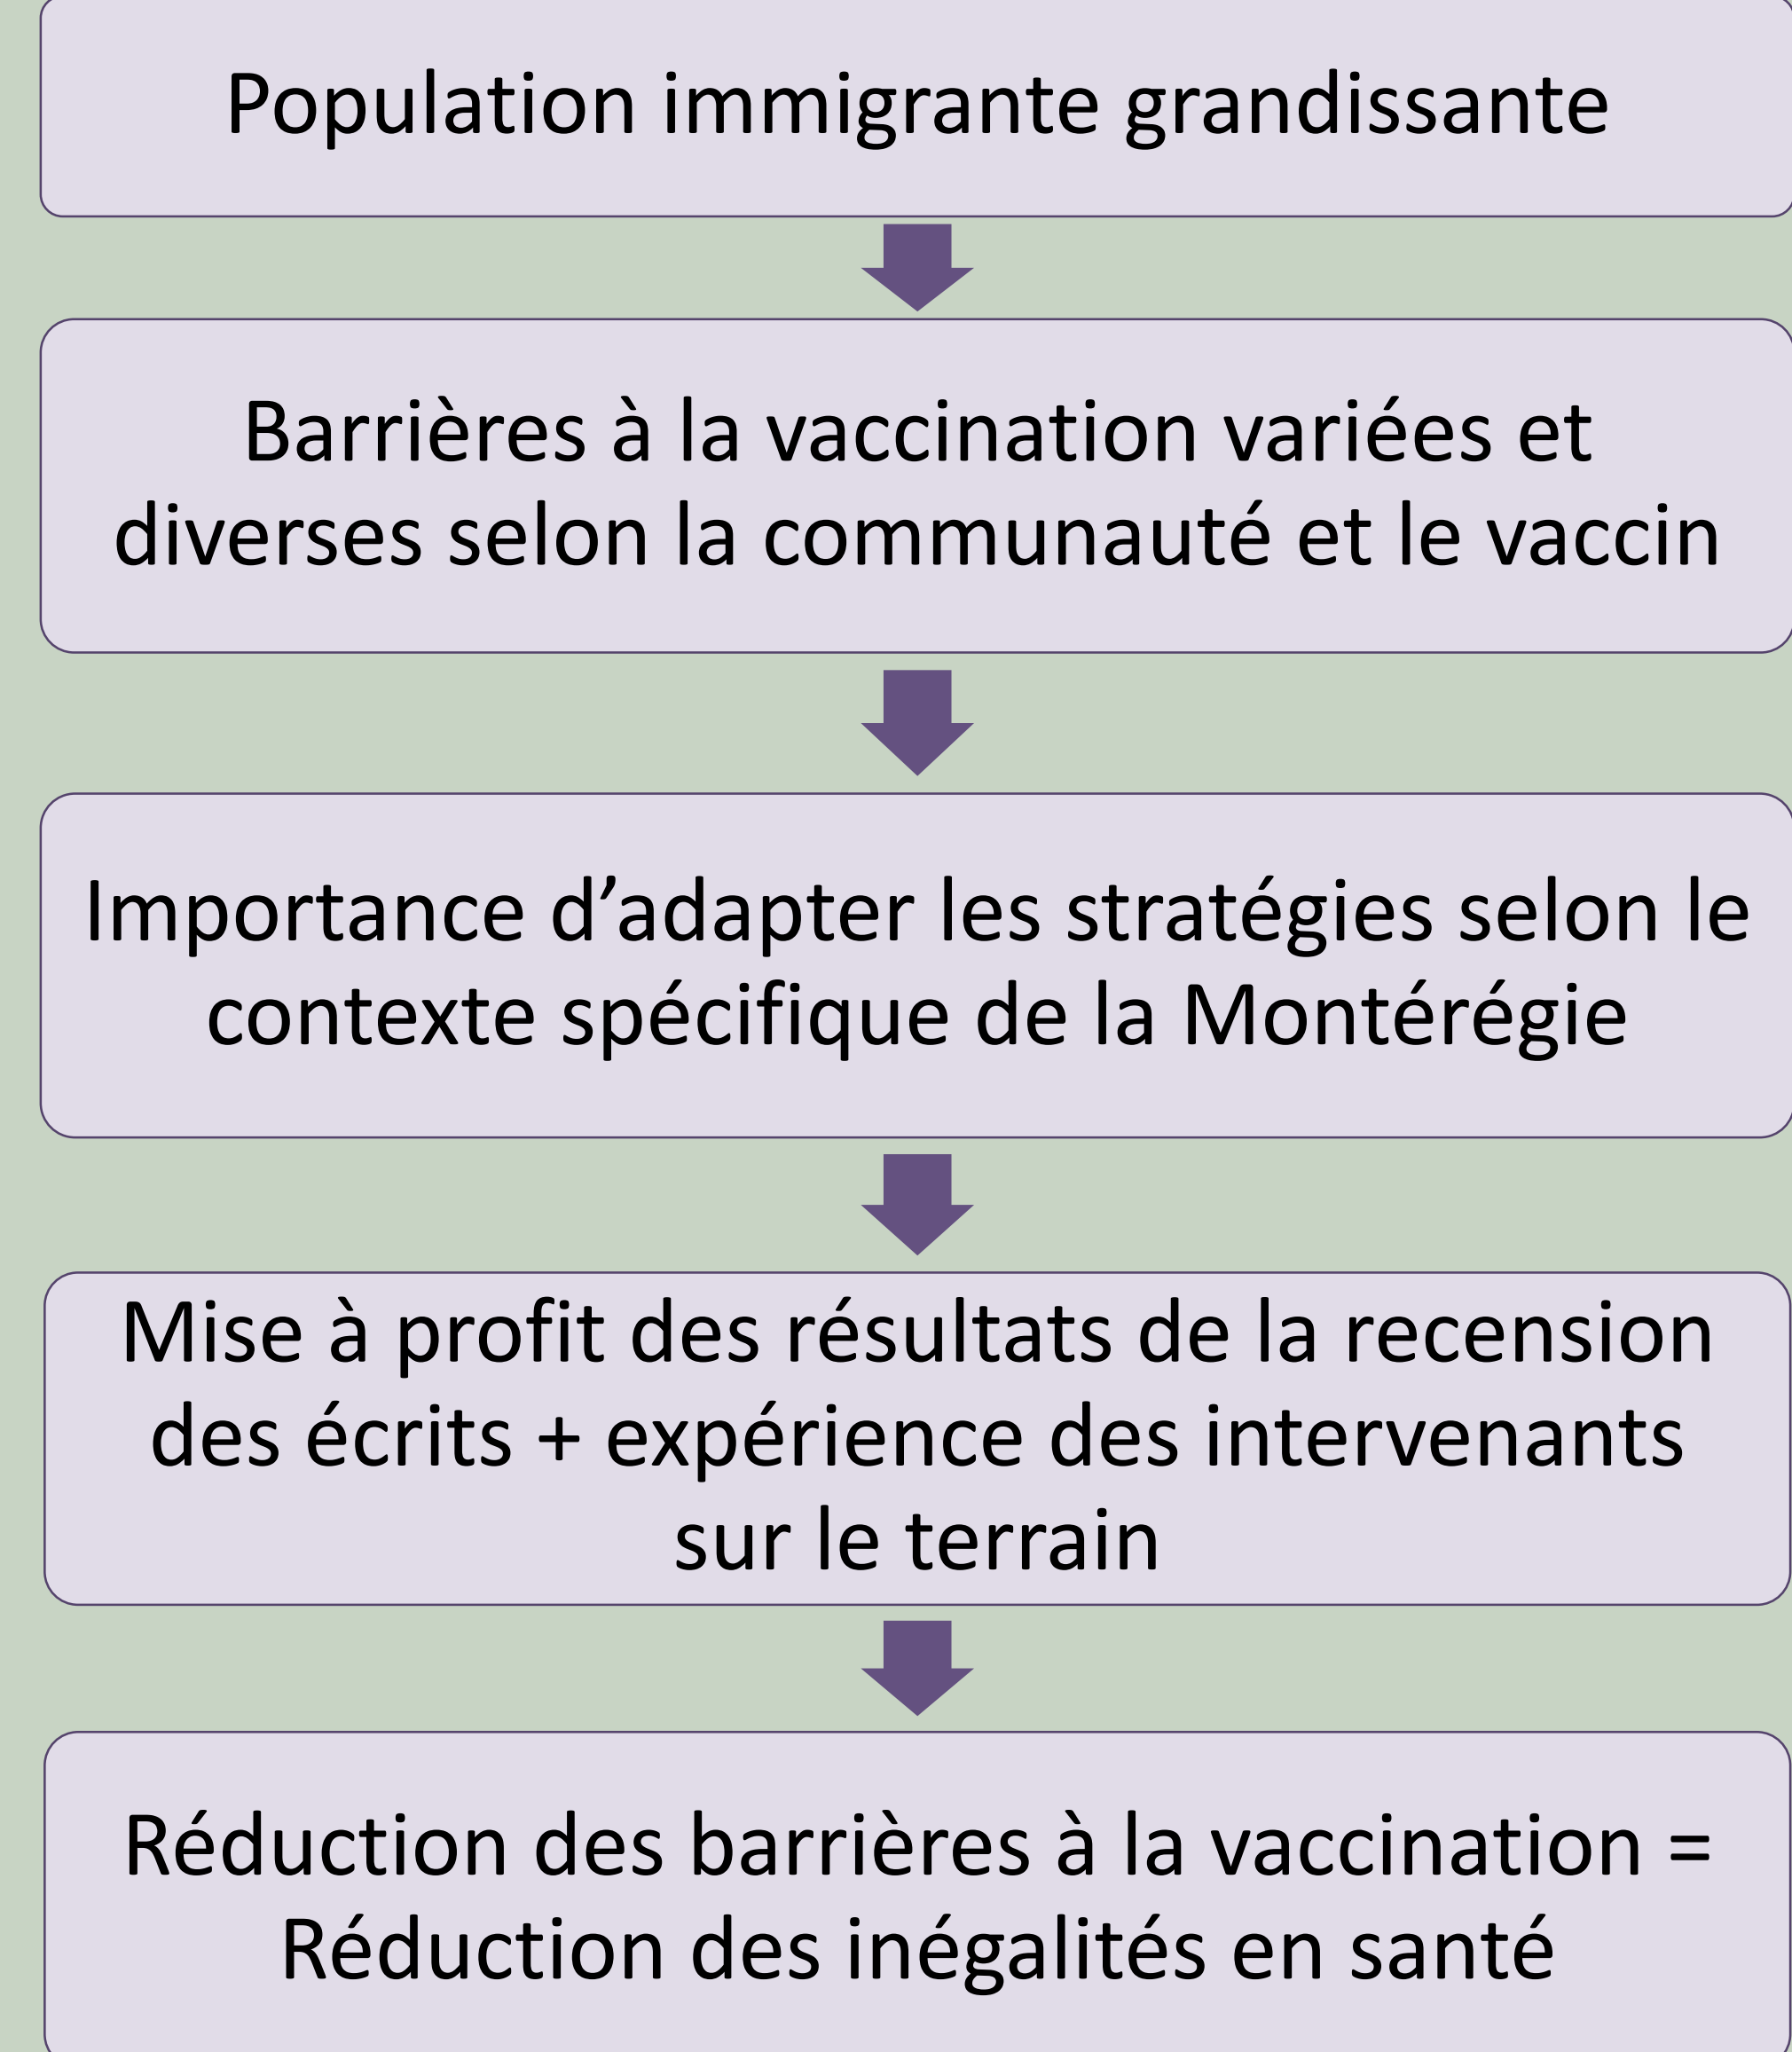 Population immigrante grandissante
Barrières à la vaccination variées et
diverses selon la communauté et le vaccin
Importance d’adapter les stratégies selon le
contexte spécifique de la Montérégie
Mise à profit des résultats de la recension
des écrits + expérience des intervenants
sur le terrain
Réduction des barrières à la vaccination =
Réduction des inégalités en santé